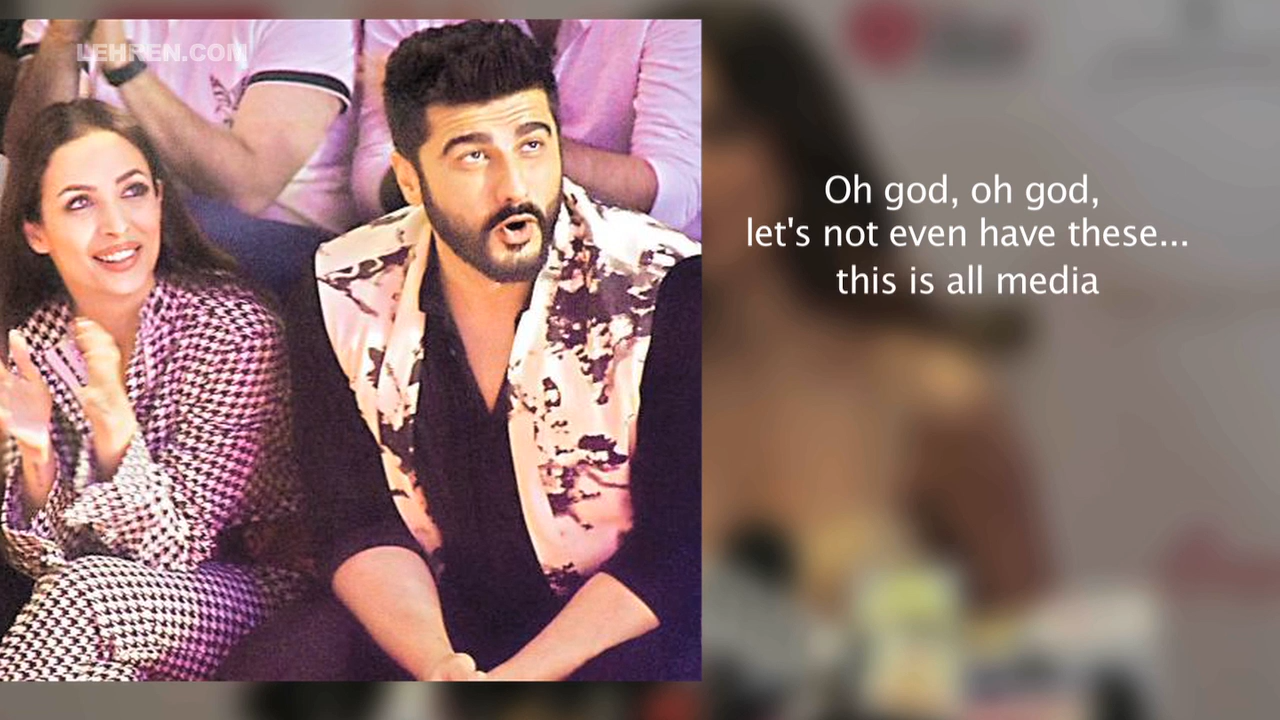 LEHREN.COM
Oh god, oh god,
let's not even have these...
this is all media